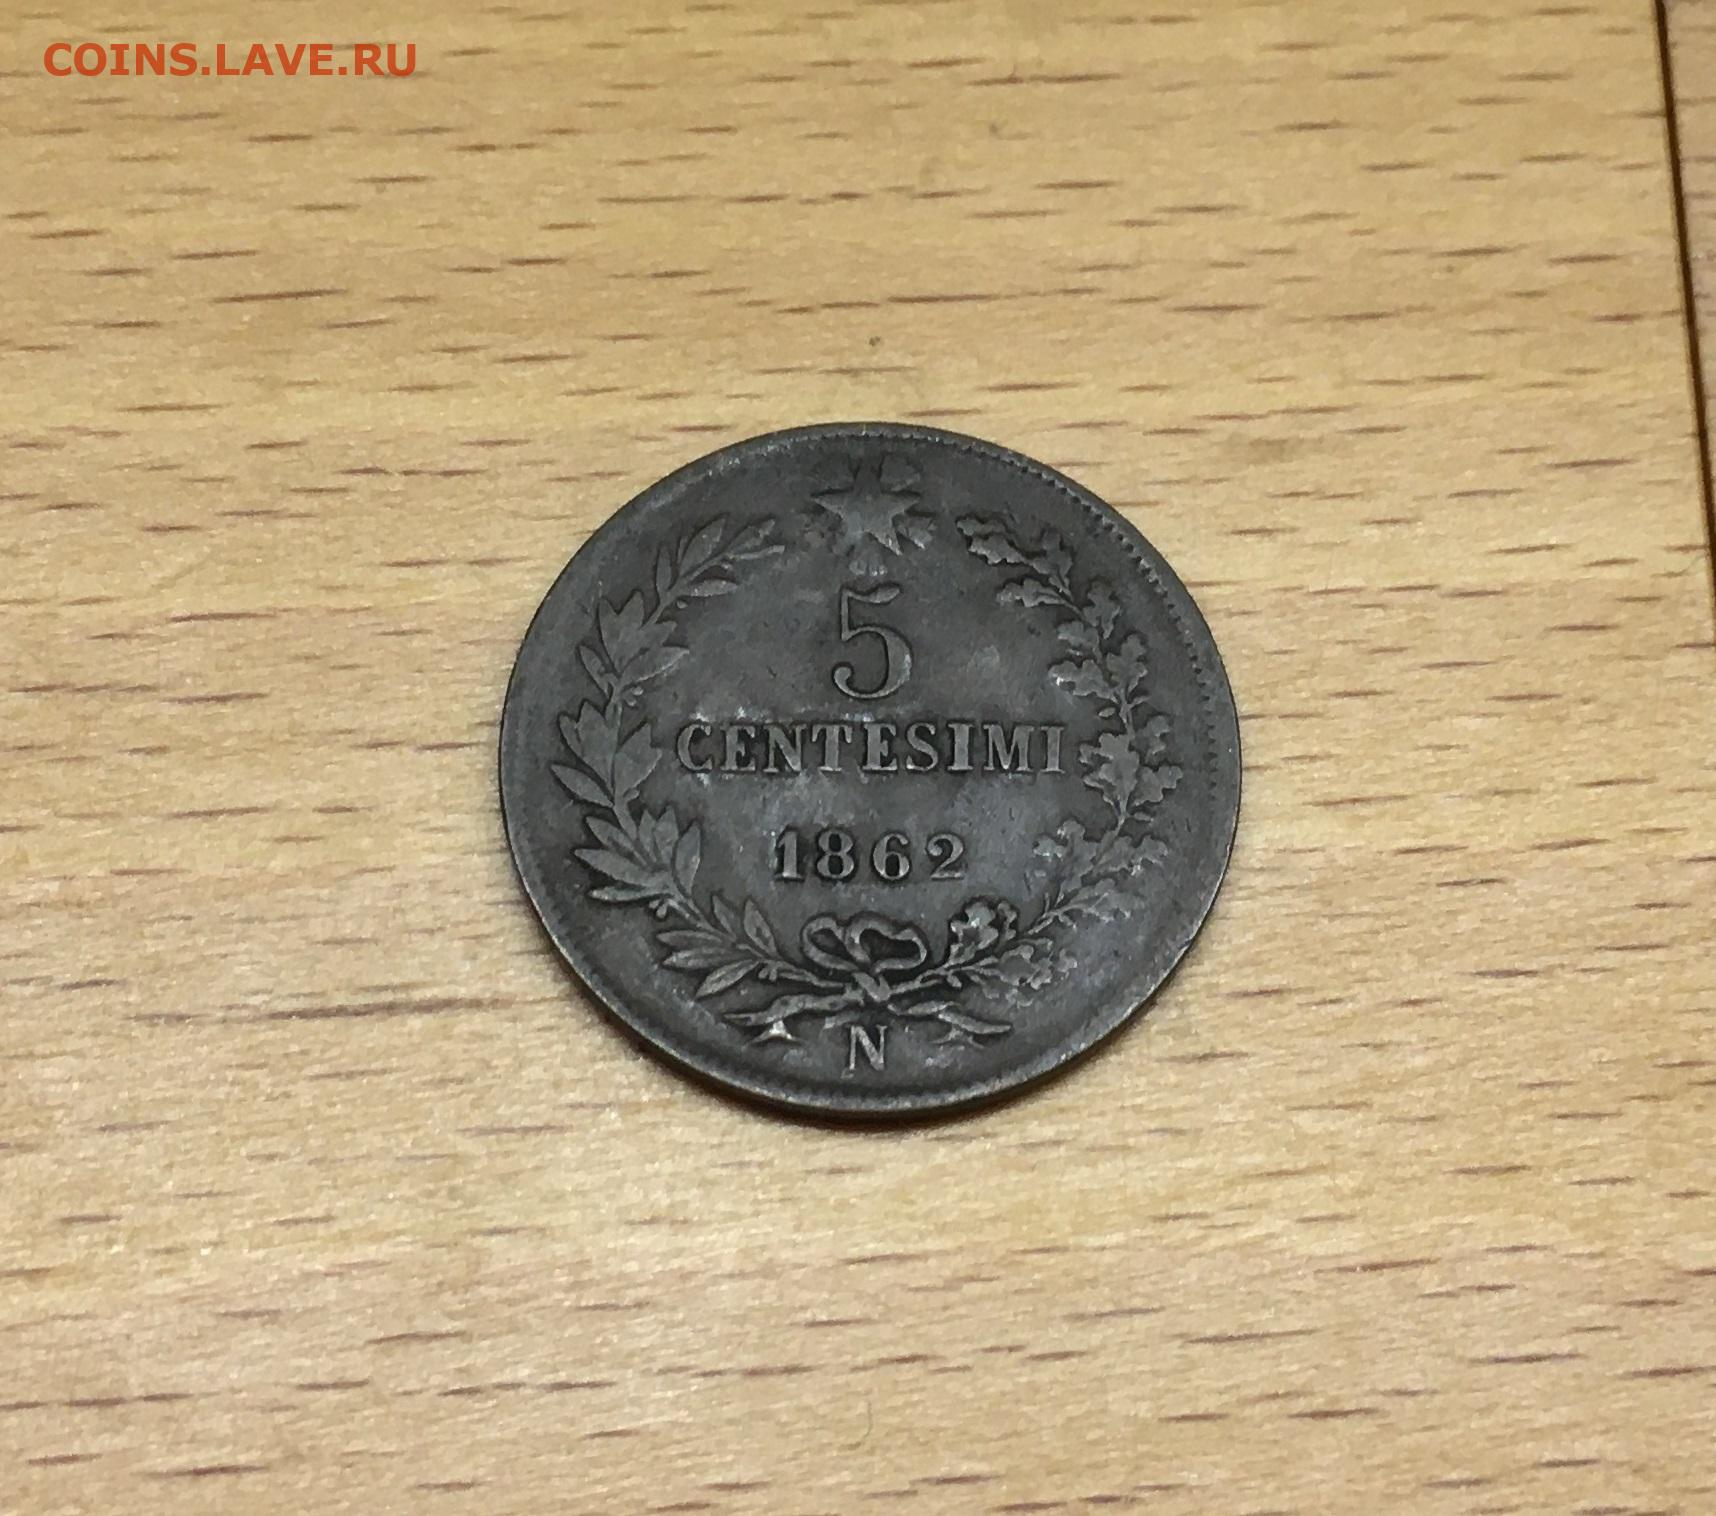 COINS.LAVE.RU
5
CENTESIMI
1862
N